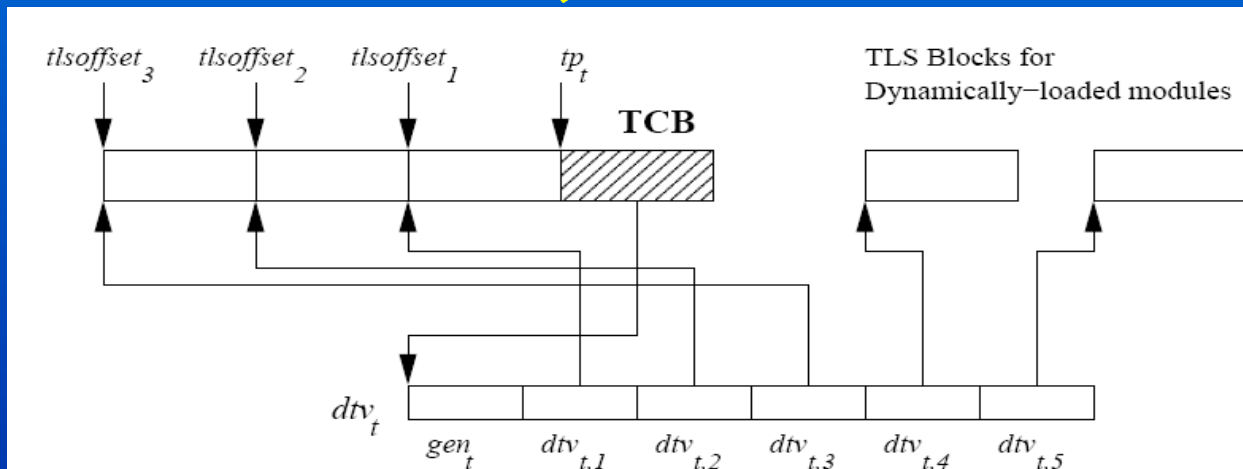 tlsoffset3 tlsoffset2 tlsoffset1 tpt
TLS Blocks for
Dynamically−loaded modules
TCB
dtvt
gent dtvt,1 dtvt,2 dtvt,3 dtvt,4 dtvt,5